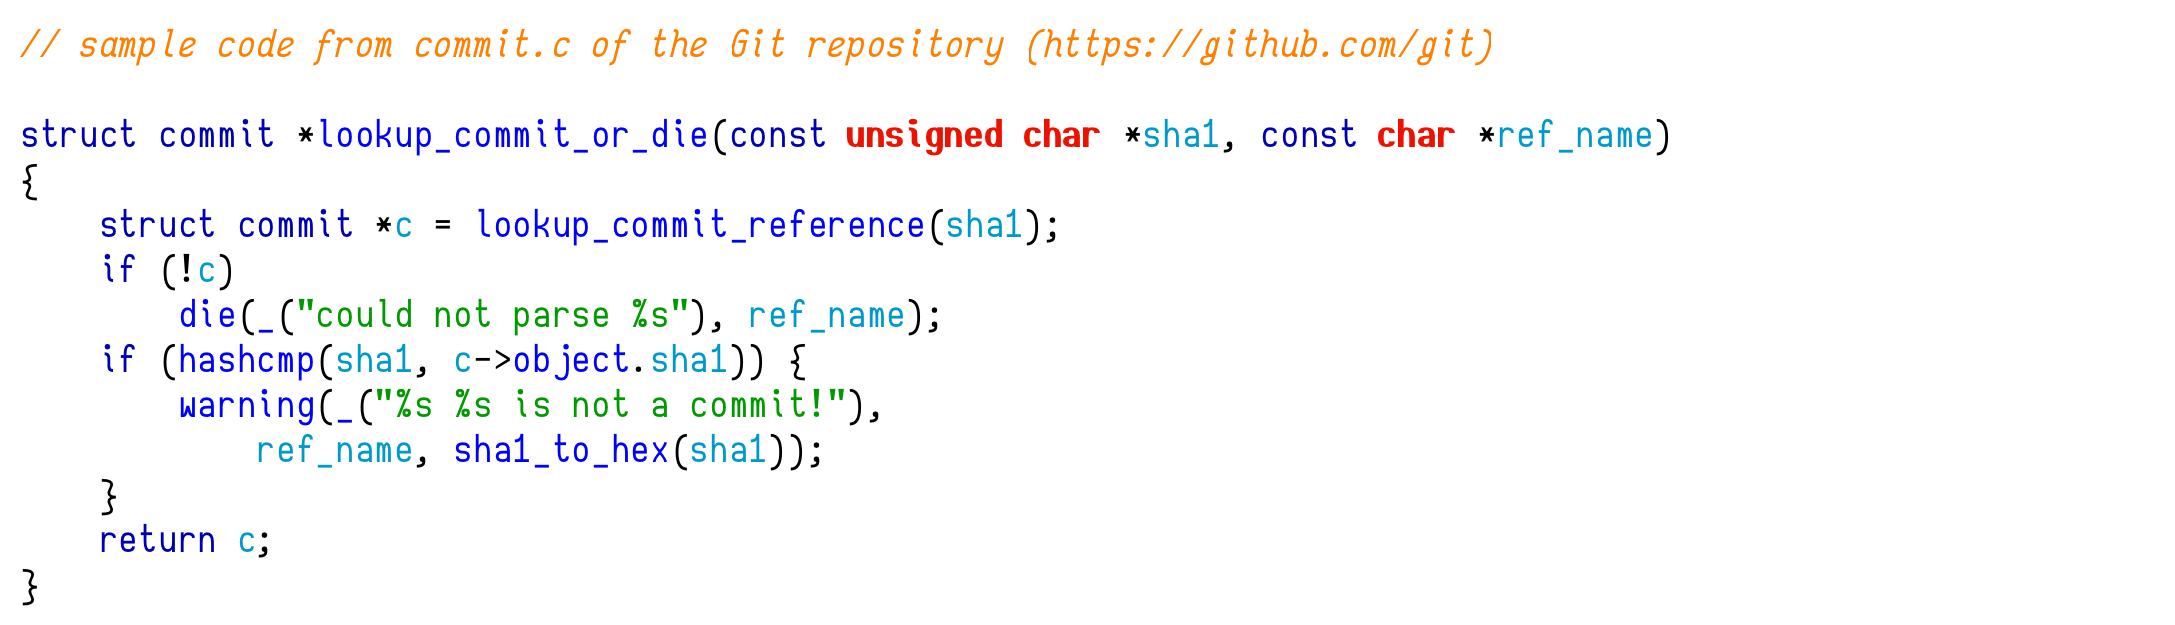 // sample code from commit.c of the Git repository (https://github.com/git)

struct commit *lookup_commit_or_die(const unsigned char *sha1, const char *ref_name)
{
    struct commit *c = lookup_commit_reference(sha1);
    if (!c)
        die(_("could not parse %s"), ref_name);
    if (hashcmp(sha1, c->object.sha1)) {
        warning(_("%s %s is not a commit!"),
            ref_name, sha1_to_hex(sha1));
    }
    return c;
}